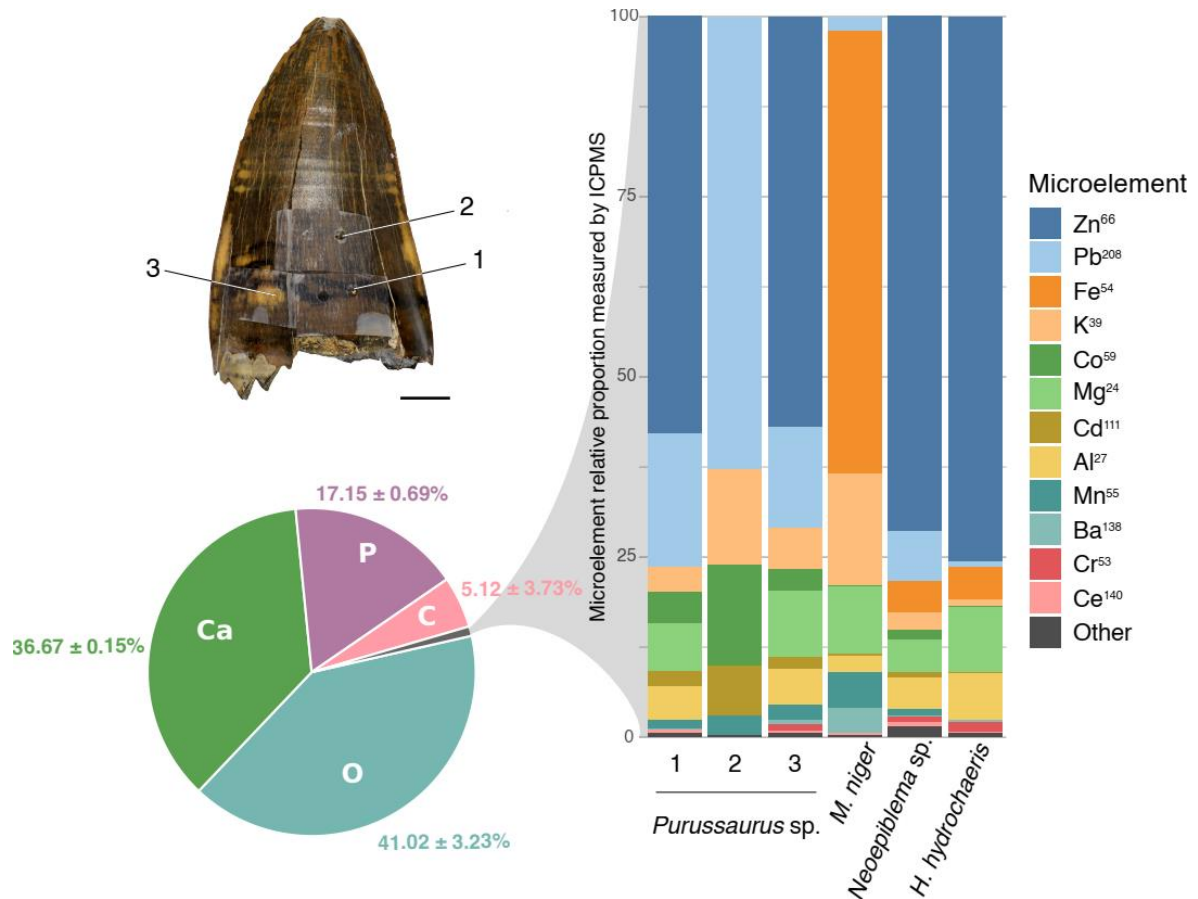 2
1
3
17.15 ± 0.69%
P
5.12 ± 3.73%
C
Ca
36.67 ± 0.15%
O
41.02 ± 3.23%
Microelement relative proportion measured by ICPMS
100
75
50
25
0
1
2
3
Purussaurus sp.
M. niger
Neoepiblema sp.
H. hydrochaeris
Microelement
Zn⁶⁶
Pb²⁰⁸
Fe⁵⁴
K³⁹
Co⁵⁹
Mg²⁴
Cd¹¹¹
Al²⁷
Mn⁵⁵
Ba¹³⁸
Cr⁵³
Ce¹⁴⁰
Other